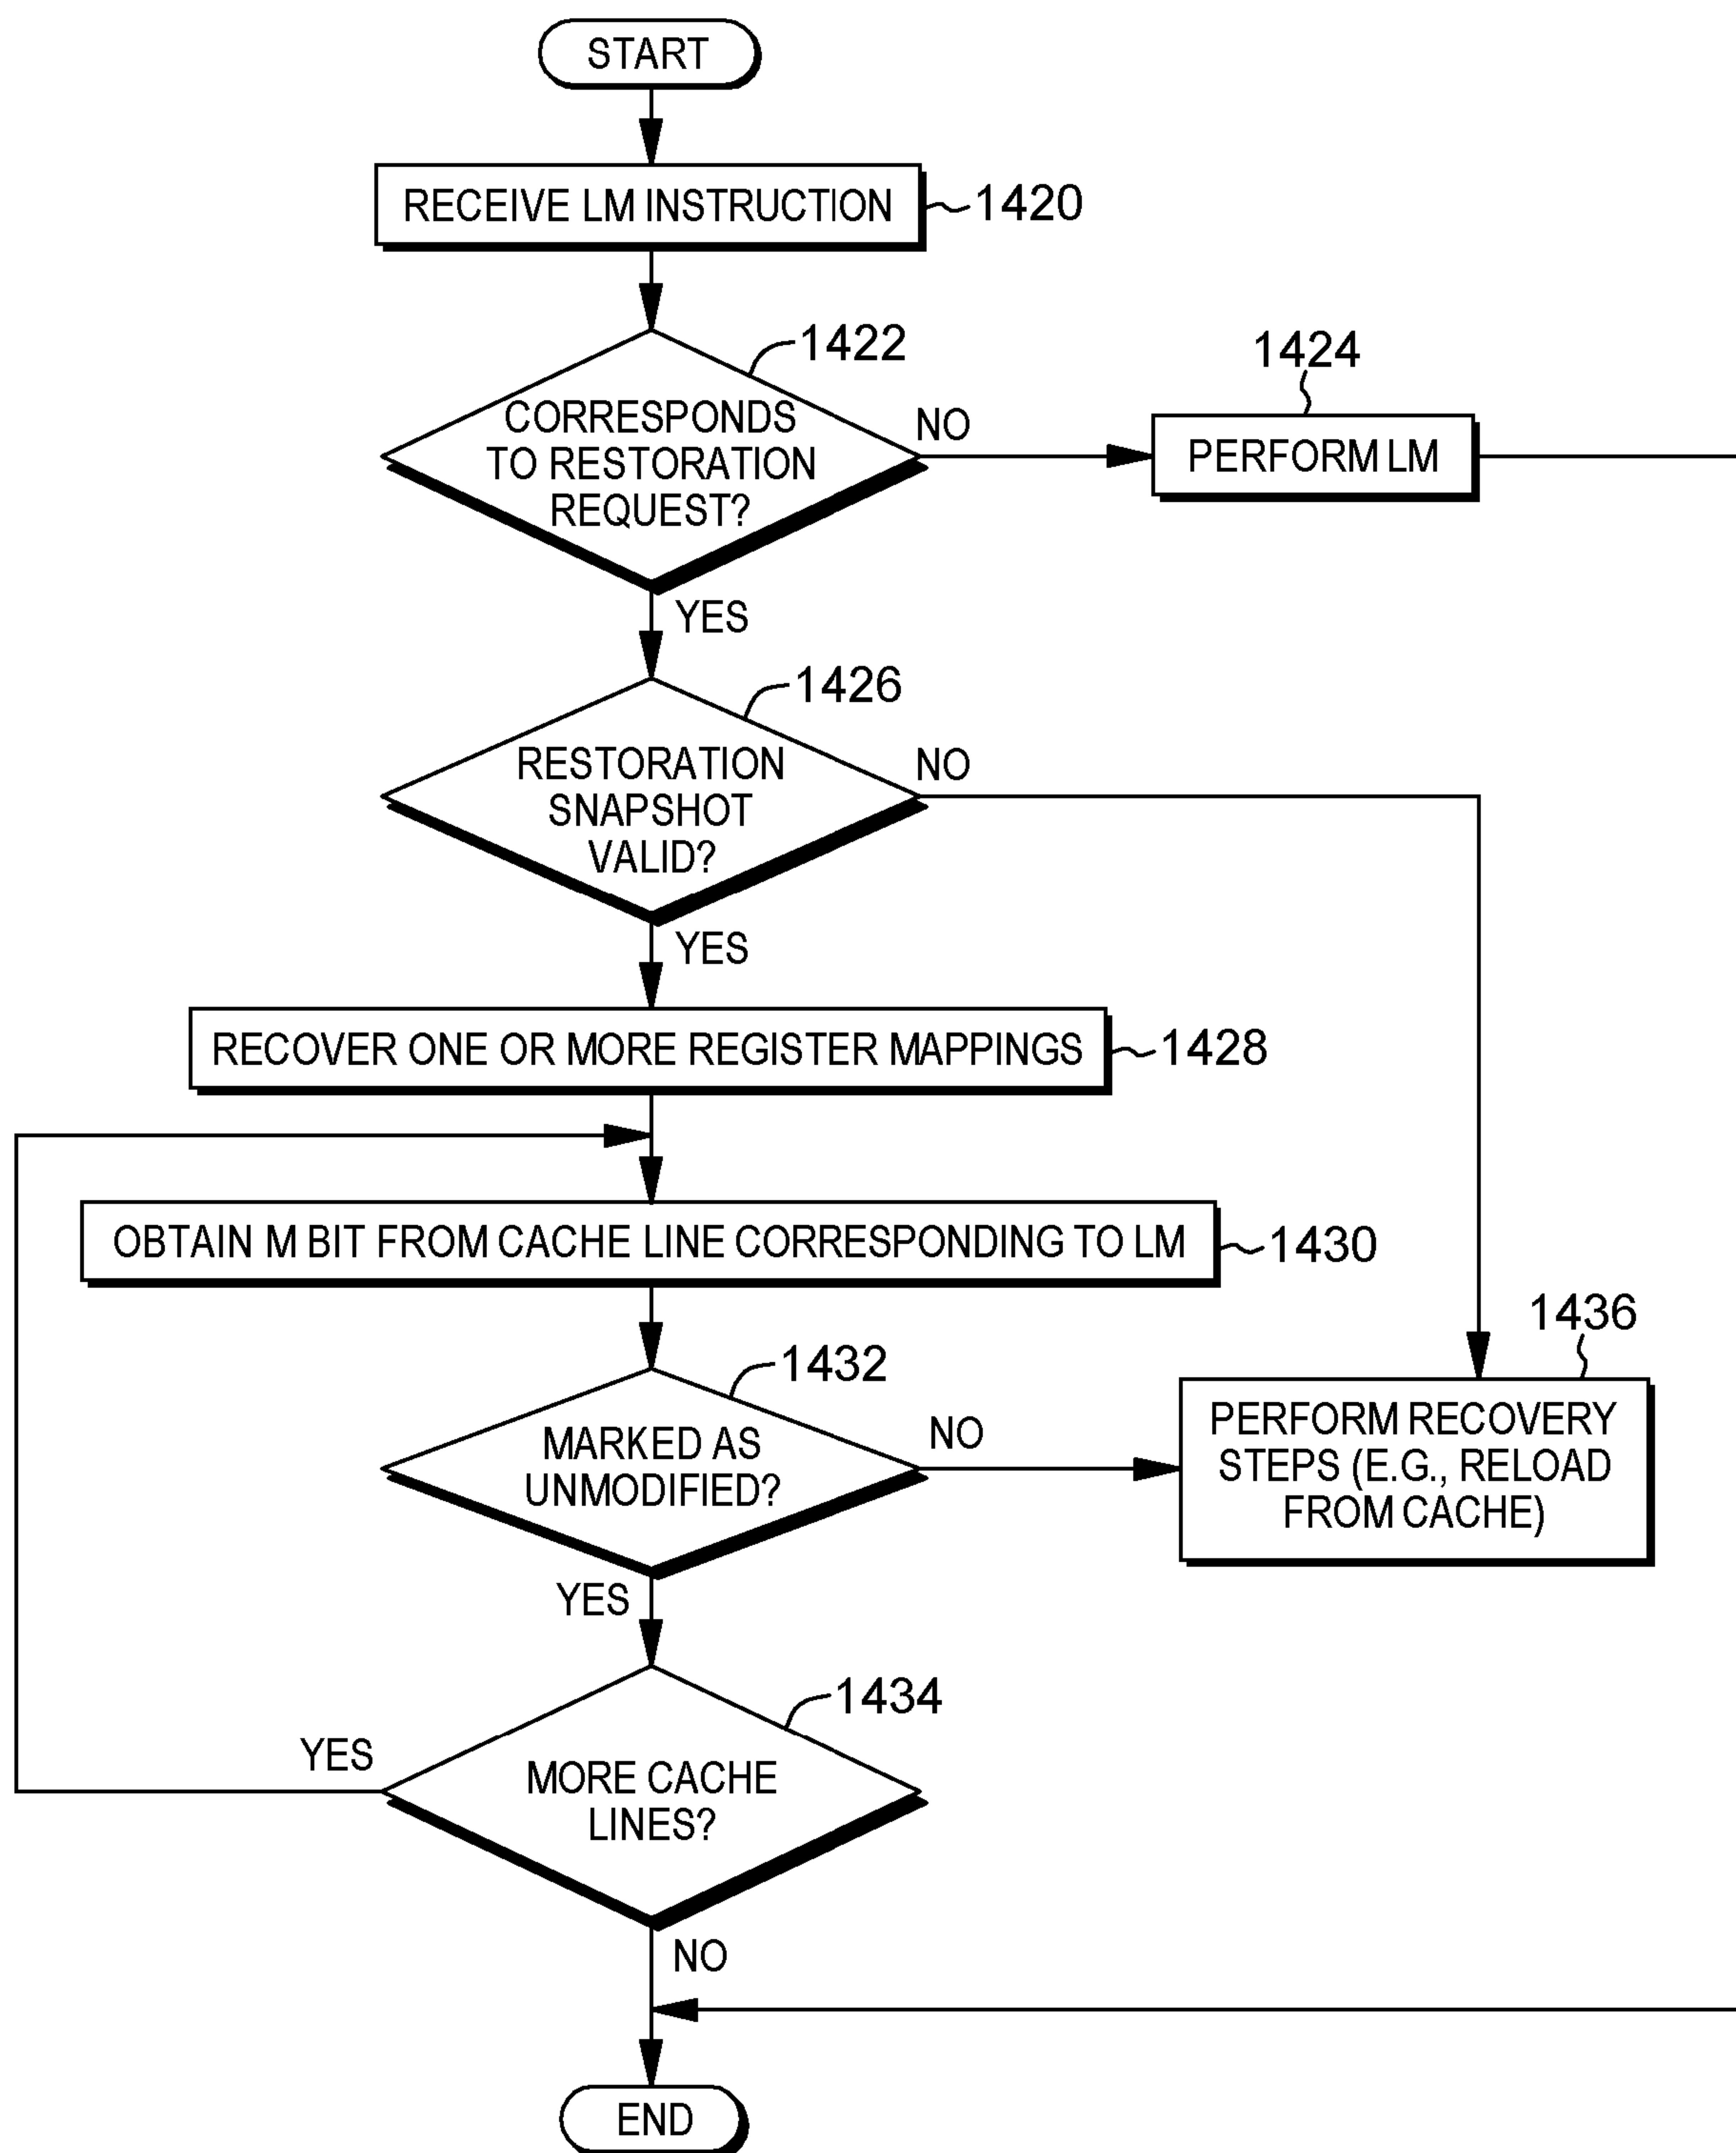 START
RECEIVE LM INSTRUCTION
1420
1422
CORRESPONDS
TO RESTORATION
REQUEST?
NO
1424
PERFORM LM
YES
1426
RESTORATION
SNAPSHOT
VALID?
NO
YES
RECOVER ONE OR MORE REGISTER MAPPINGS
1428
OBTAIN M BIT FROM CACHE LINE CORRESPONDING TO LM
1430
1432
MARKED AS
UNMODIFIED?
NO
1436
PERFORM RECOVERY
STEPS (E.G., RELOAD
FROM CACHE)
YES
1434
MORE CACHE
LINES?
YES
NO
END